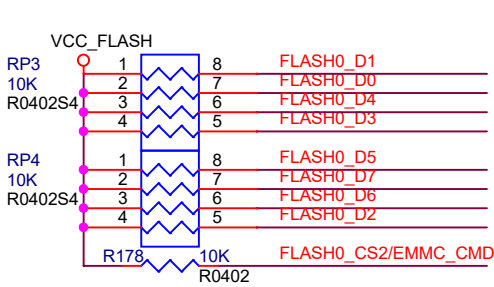 VCC_FLASH
RP3 1 8 FLASH0_D1
10K 2 7 FLASH0_D0
R0402S4 3 6 FLASH0_D4
4 5 FLASH0_D3
RP4 1 8 FLASH0_D5
10K 2 7 FLASH0_D7
R0402S4 3 6 FLASH0_D6
4 5 FLASH0_D2
R178 10K FLASH0_CS2/EMMC_CMD
R0402